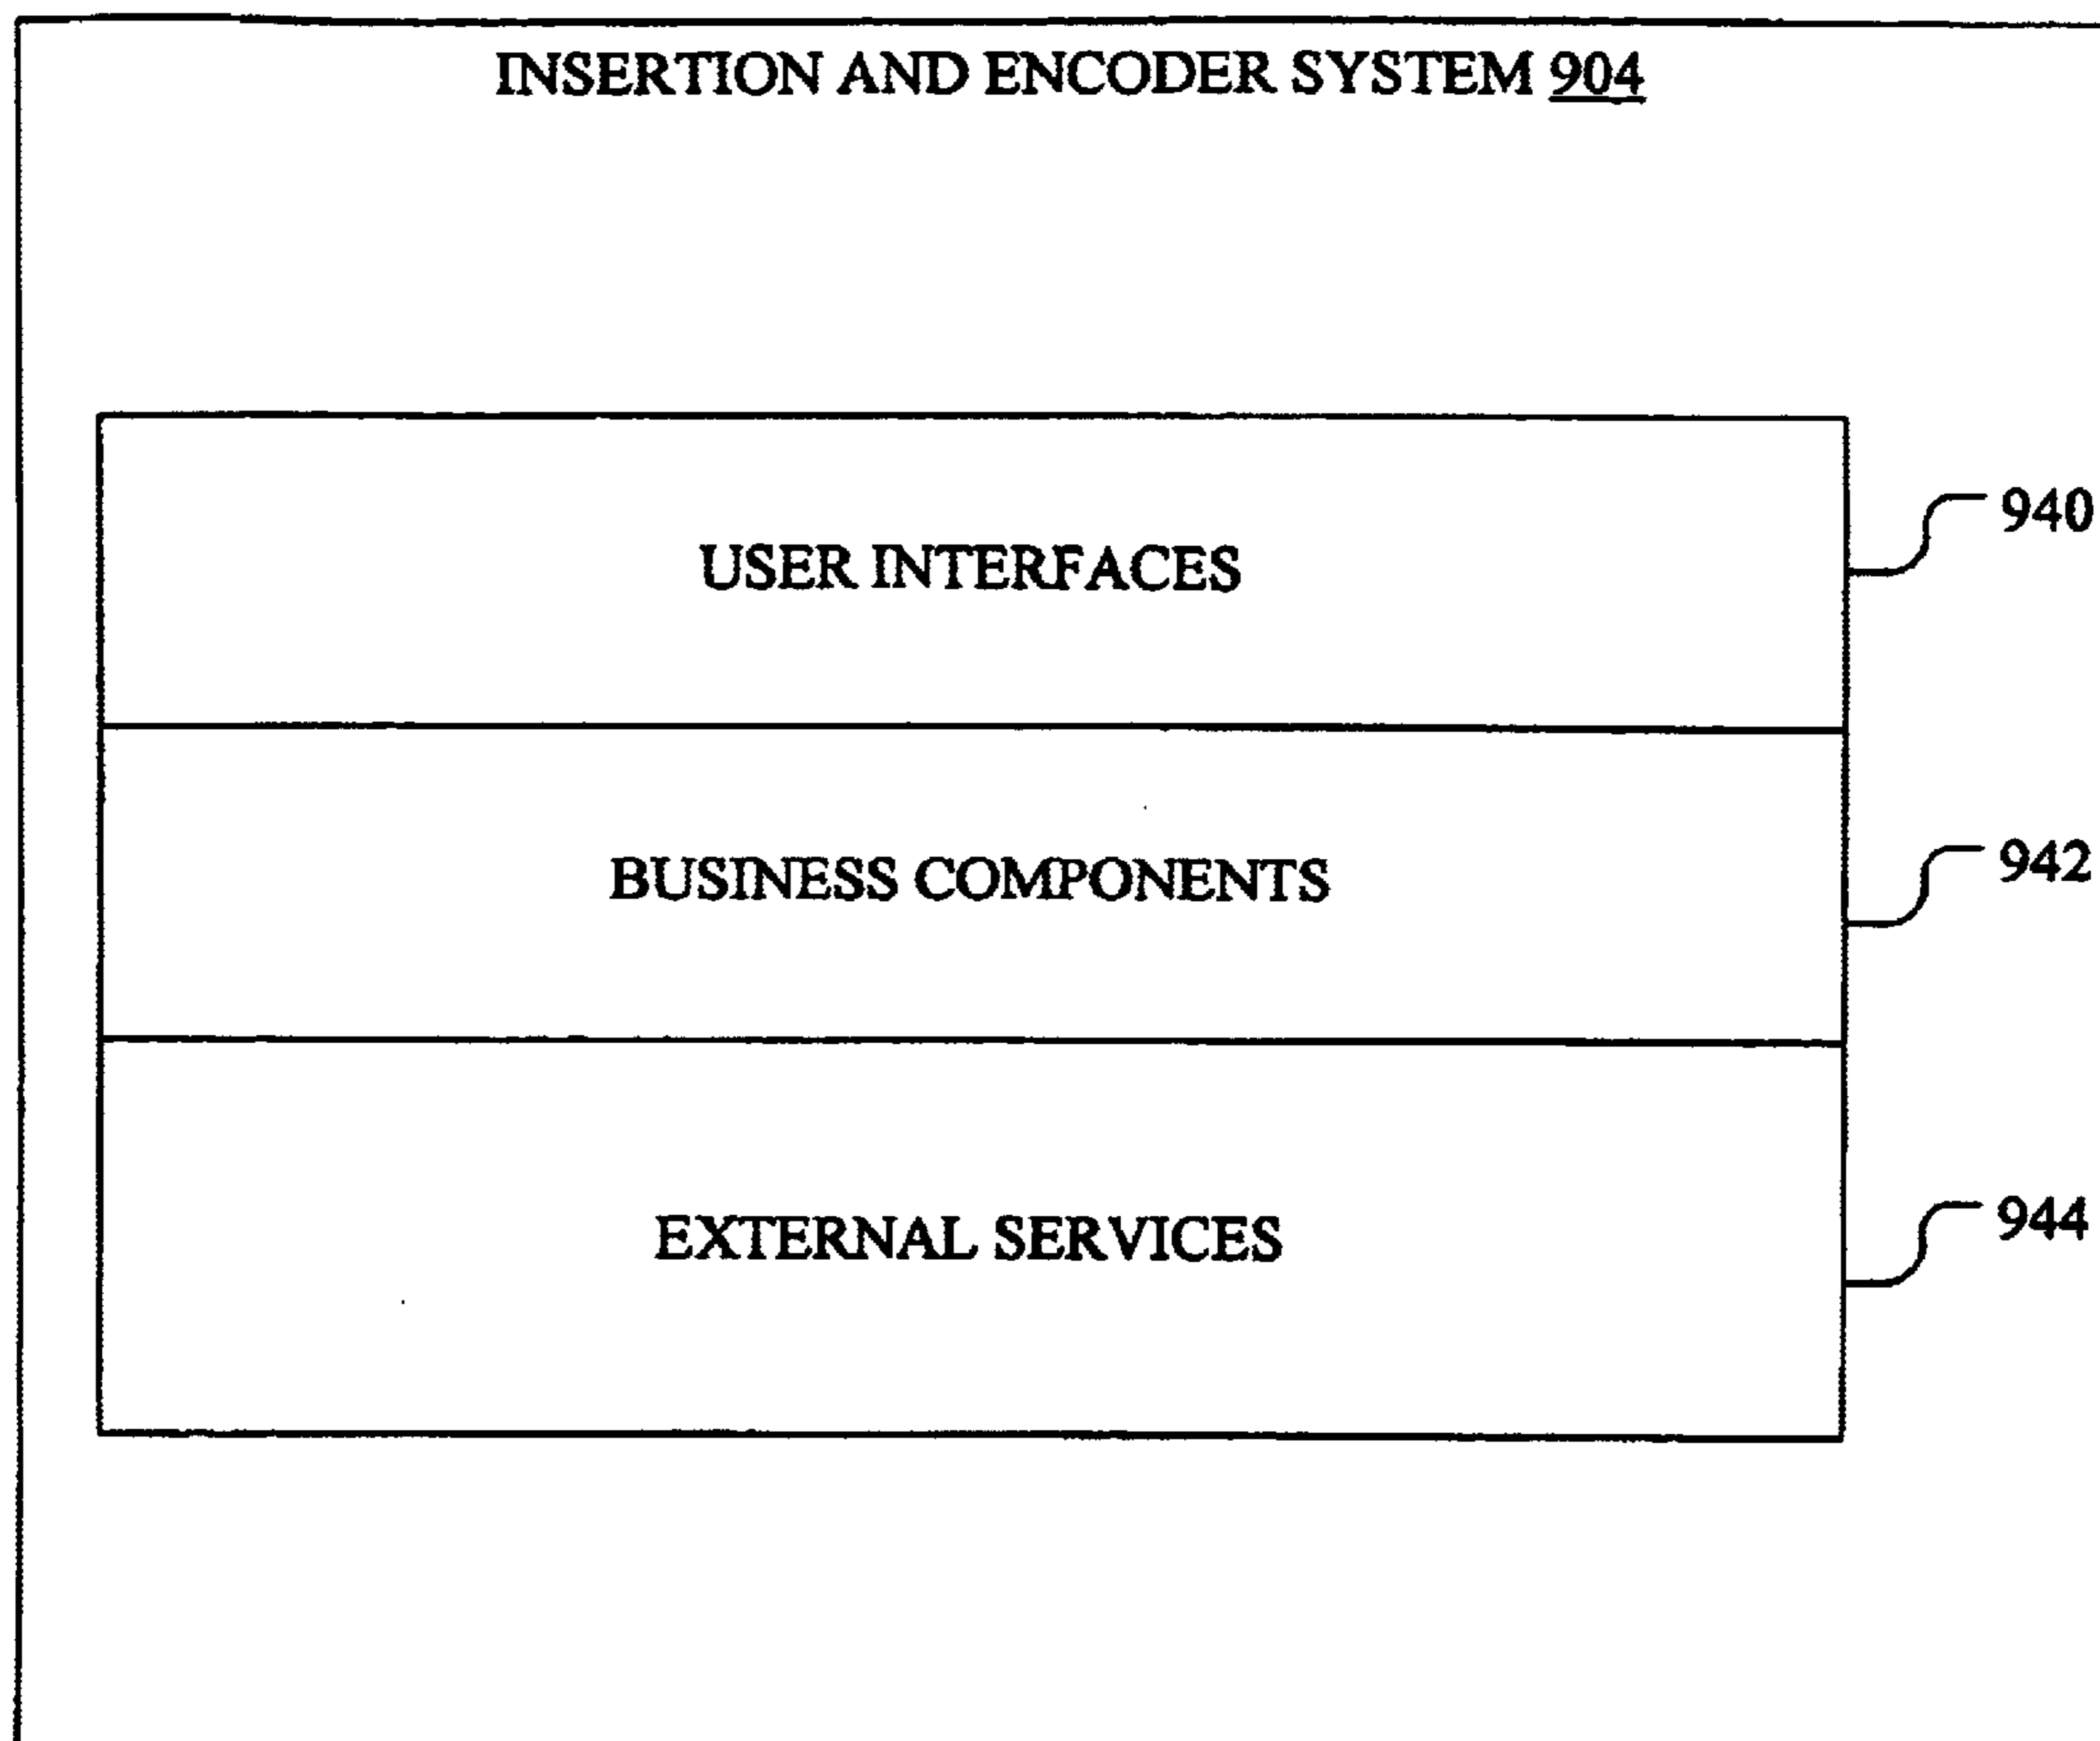 INSERTION AND ENCODER SYSTEM 904
USER INTERFACES
940
BUSINESS COMPONENTS
942
EXTERNAL SERVICES
944